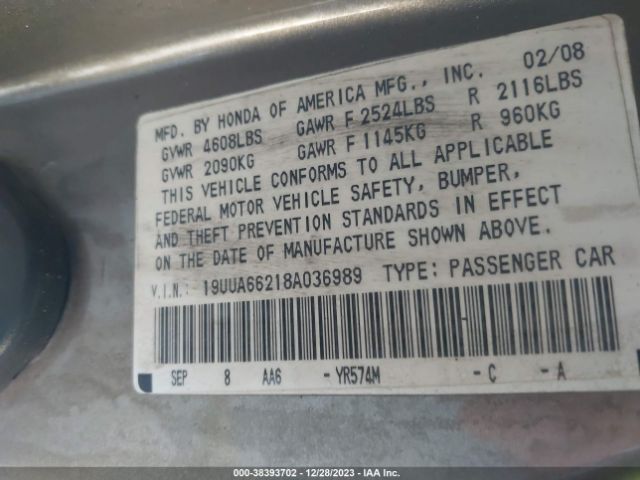 MFD. BY HONDA OF AMERICA MFG., INC. 02/08
GVWR 4608LBS GAWR F 2524LBS R 2116LBS
GVWR 2090KG GAWR F 1145KG R 960KG
THIS VEHICLE CONFORMS TO ALL APPLICABLE
FEDERAL MOTOR VEHICLE SAFETY, BUMPER,
AND THEFT PREVENTION STANDARDS IN EFFECT
ON THE DATE OF MANUFACTURE SHOWN ABOVE.
V.I.N.: 19UUA66218A036989 TYPE: PASSENGER CAR
SEP 8 AA6 - YR574M - C - A
000-38393702 - 12/28/2023 - IAA Inc.